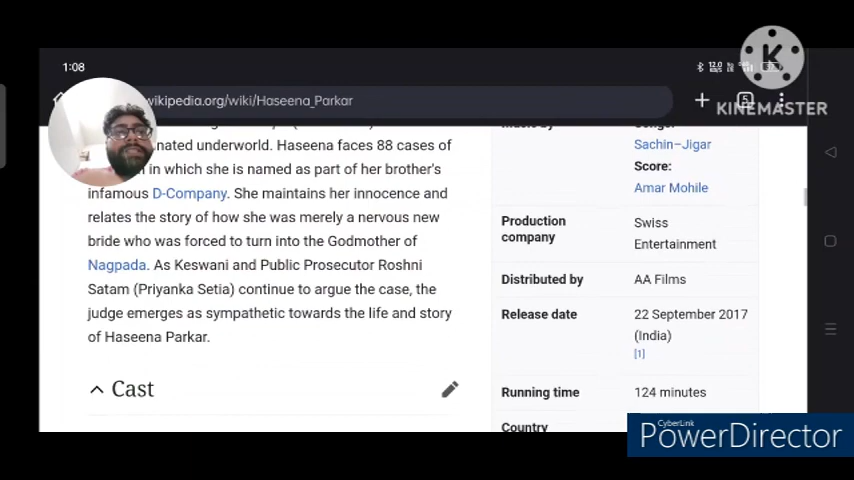 1:08
wikipedia.org/wiki/Haseena_Parkar
5
KINEMASTER
nated underworld. Haseena faces 88 cases of
in which she is named as part of her brother's
infamous D-Company. She maintains her innocence and
relates the story of how she was merely a nervous new
bride who was forced to turn into the Godmother of
Nagpada. As Keswani and Public Prosecutor Roshni
Satam (Priyanka Setia) continue to argue the case, the
judge emerges as sympathetic towards the life and story
of Haseena Parkar.
Cast
Sachin–Jigar
Score:
Amar Mohile
Production
company
Swiss
Entertainment
Distributed by
AA Films
Release date
22 September 2017
(India)
[1]
Running time
124 minutes
Country
CyberLink
PowerDirector